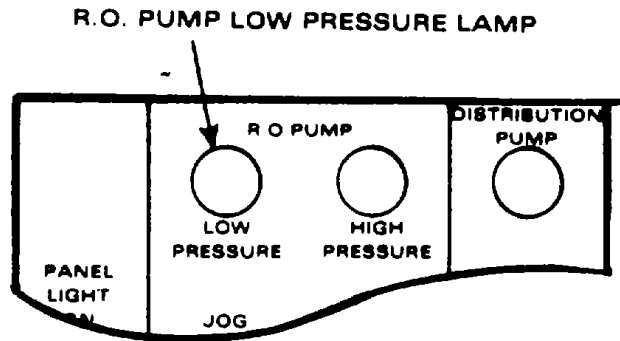 R.O. PUMP LOW PRESSURE LAMP
R O PUMP
DISTRIBUTION
PUMP
LOW
PRESSURE
HIGH
PRESSURE
PANEL
LIGHT
JOG